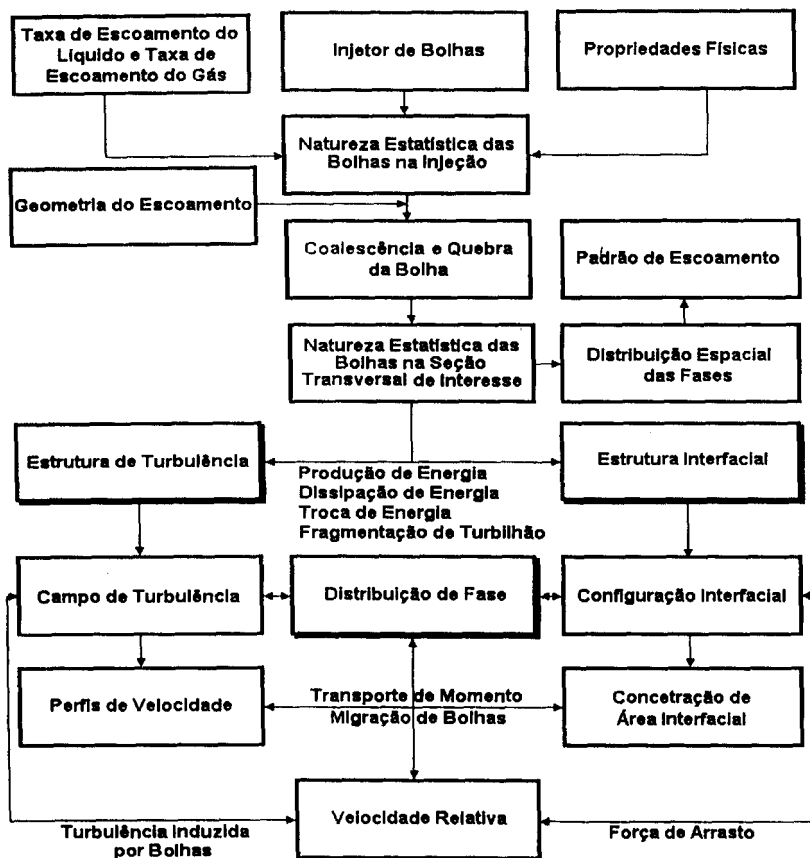 Taxa de Escoamento do
Líquido e Taxa de
Escoamento do Gás
Injetor de Bolhas
Propriedades Físicas
Natureza Estatística das
Bolhas na Injeção
Geometria do Escoamento
Coalescência e Quebra
da Bolha
Padrão de Escoamento
Natureza Estatística das
Bolhas na Seção
Transversal de Interesse
Distribuição Espacial
das Fases
Estrutura de Turbulência
Estrutura Interfacial
Produção de Energia
Dissipação de Energia
Troca de Energia
Fragmentação de Turbilhão
Campo de Turbulência
Distribuição de Fase
Configuração Interfacial
Perfis de Velocidade
Transporte de Momento
Migração de Bolhas
Concetração de
Área Interfacial
Turbulência Induzida
por Bolhas
Velocidade Relativa
Força de Arrasto